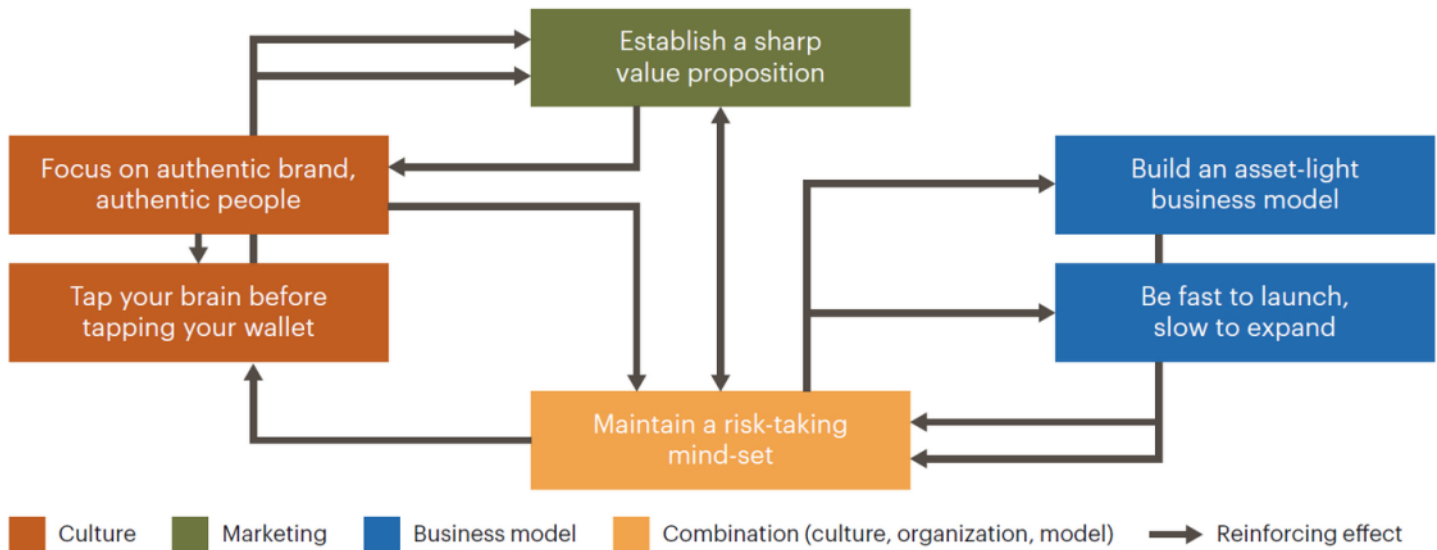 Establish a sharp
value proposition
Focus on authentic brand,
authentic people
Build an asset-light
business model
Tap your brain before
tapping your wallet
Be fast to launch,
slow to expand
Maintain a risk-taking
mind-set
Culture
Marketing
Business model
Combination (culture, organization, model)
Reinforcing effect